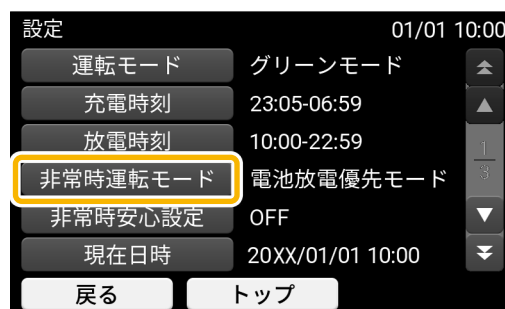 設定 01/01 10:00
運転モード グリーンモード
充電時刻 23:05-06:59
放電時刻 10:00-22:59
1
非常時運転モード 電池放電優先モード
3
非常時安心設定 OFF
現在日時 20XX/01/01 10:00
戻る トップ